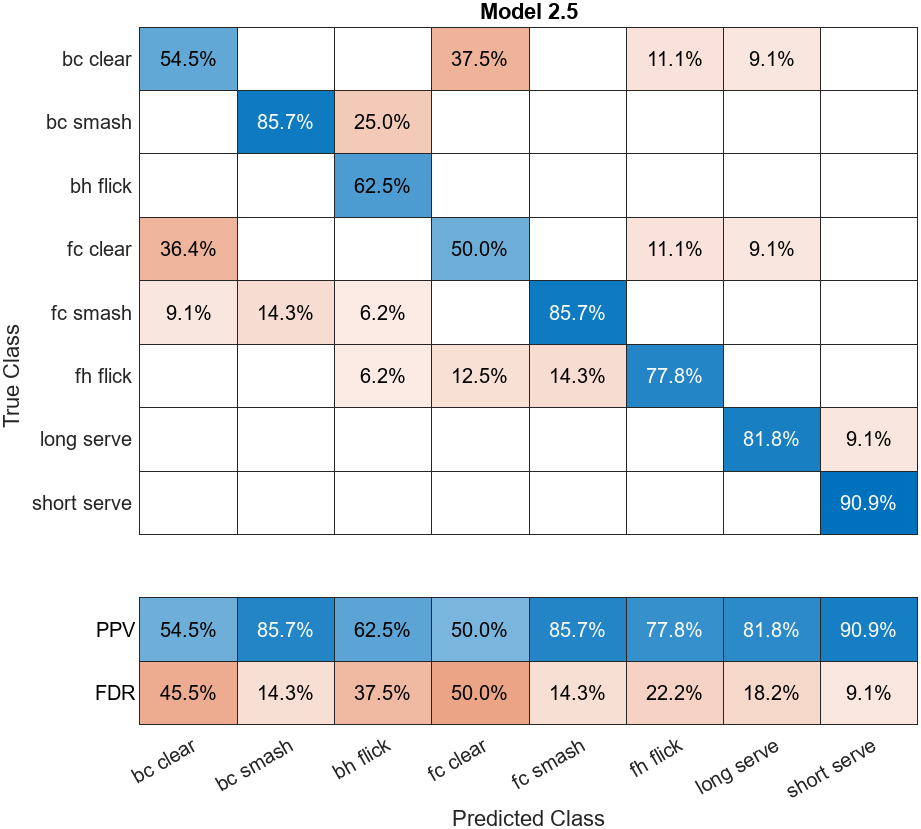 Model 2.5
bc clear 54.5% 37.5% 11.1% 9.1%
bc smash 85.7% 25.0%
bh flick 62.5%
fc clear 36.4% 50.0% 11.1% 9.1%
fc smash 9.1% 14.3% 6.2% 85.7%
fh flick 6.2% 12.5% 14.3% 77.8%
long serve 81.8% 9.1%
short serve 90.9%
True Class
PPV 54.5% 85.7% 62.5% 50.0% 85.7% 77.8% 81.8% 90.9%
FDR 45.5% 14.3% 37.5% 50.0% 14.3% 22.2% 18.2% 9.1%
bc clear bc smash bh flick fc clear fc smash fh flick long serve short serve
Predicted Class